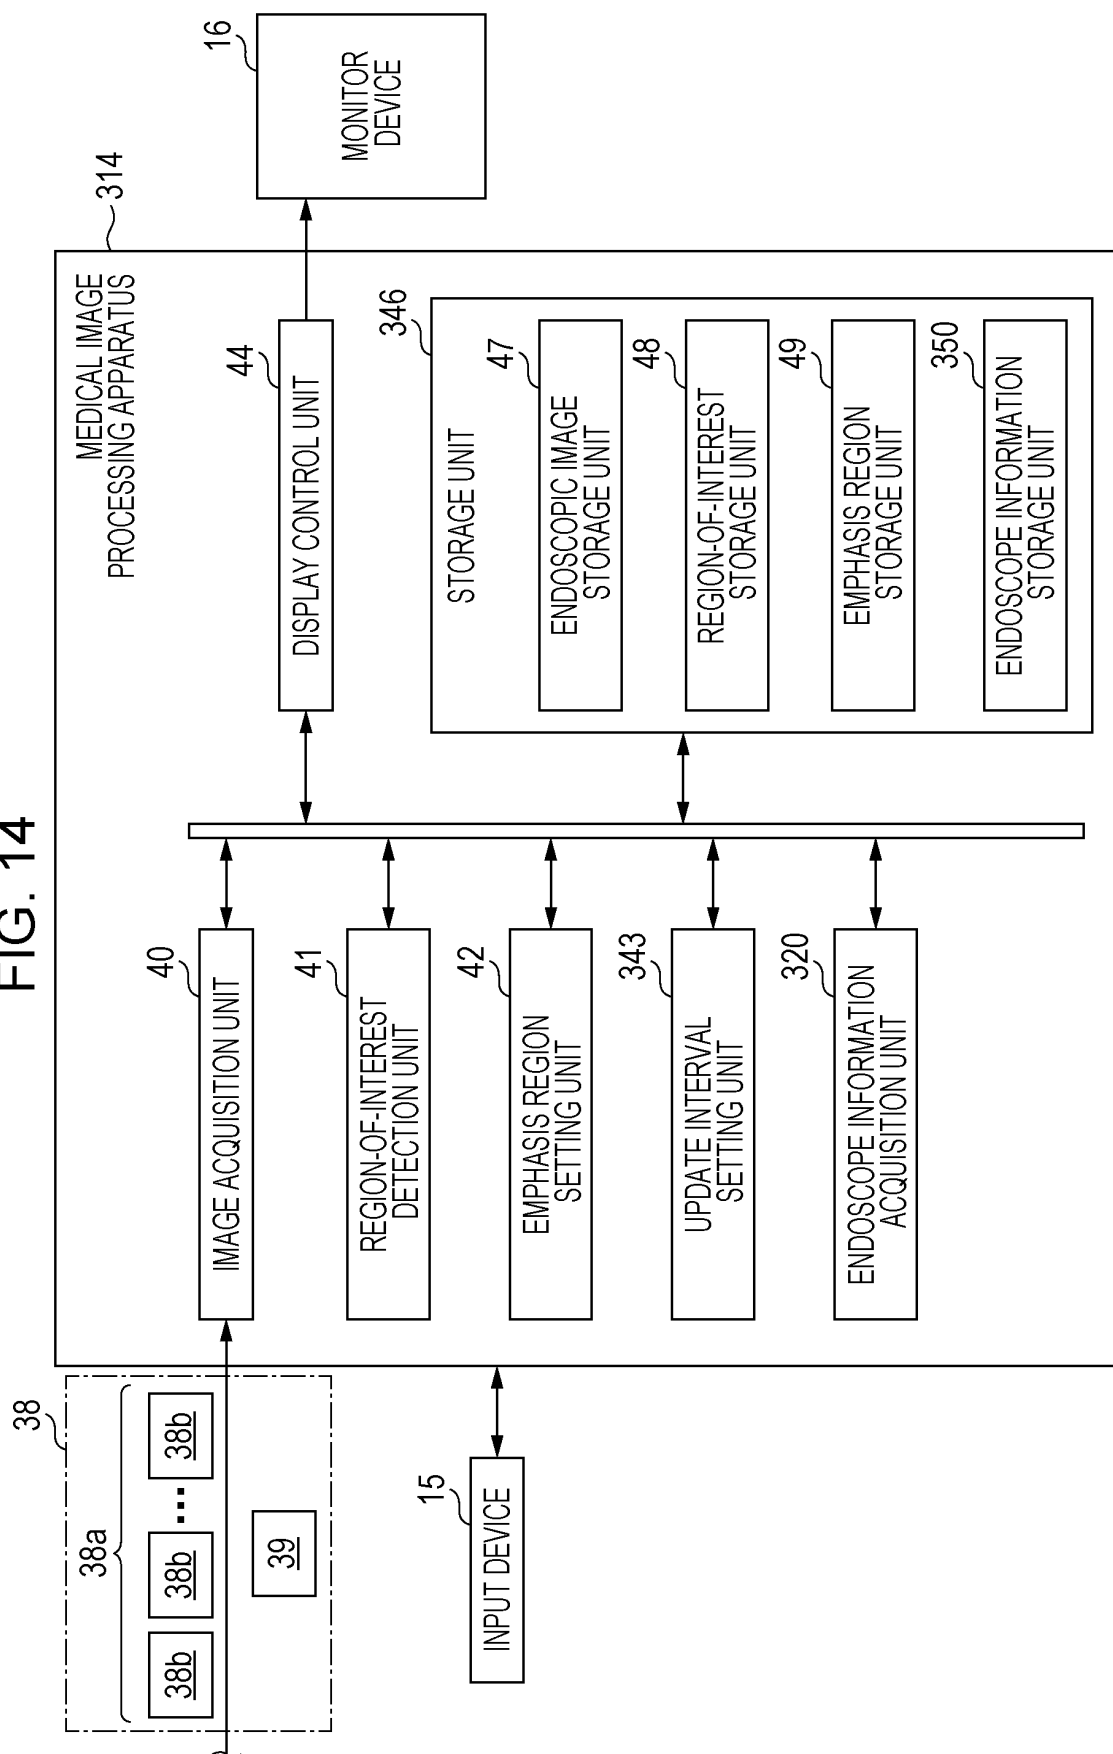 FIG. 14
38
38a
38b
38b
...
38b
39
15
INPUT DEVICE
314
MEDICAL IMAGE
PROCESSING APPARATUS
40
IMAGE ACQUISITION UNIT
41
REGION-OF-INTEREST
DETECTION UNIT
42
EMPHASIS REGION
SETTING UNIT
343
UPDATE INTERVAL
SETTING UNIT
320
ENDOSCOPE INFORMATION
ACQUISITION UNIT
44
DISPLAY CONTROL UNIT
346
STORAGE UNIT
47
ENDOSCOPIC IMAGE
STORAGE UNIT
48
REGION-OF-INTEREST
STORAGE UNIT
49
EMPHASIS REGION
STORAGE UNIT
350
ENDOSCOPE INFORMATION
STORAGE UNIT
16
MONITOR
DEVICE